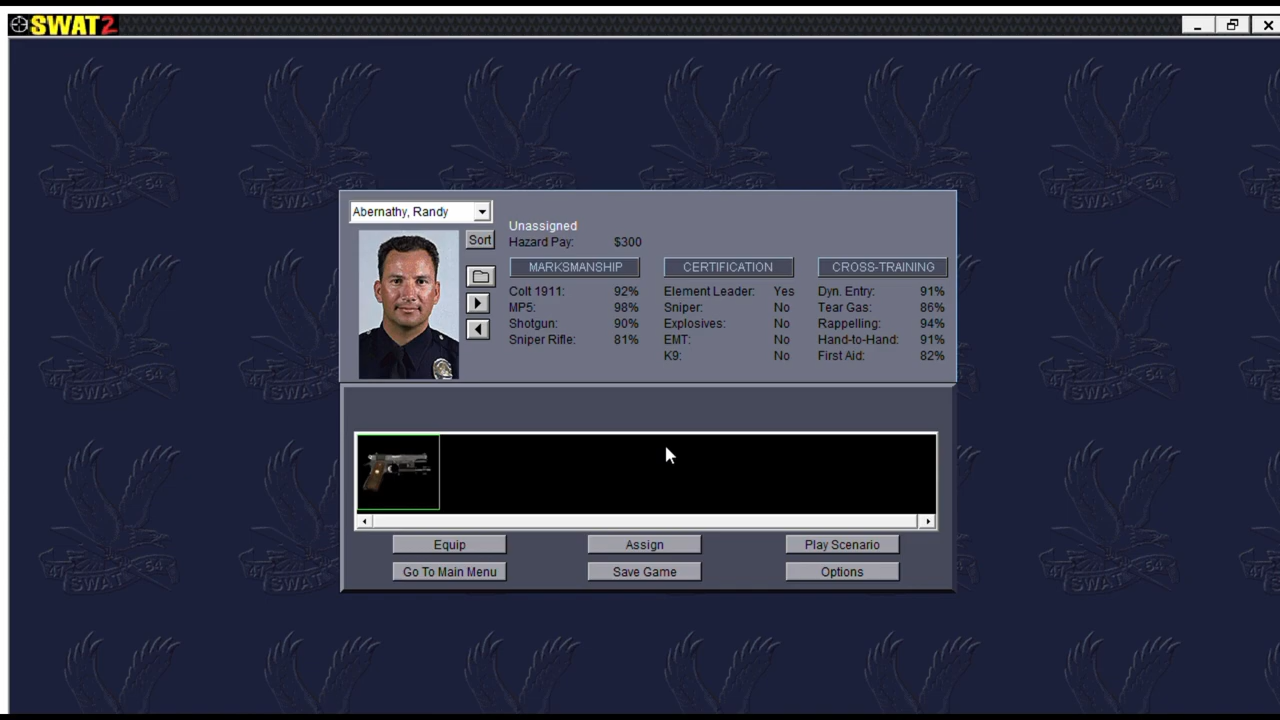 SWAT2
Abernathy, Randy
Sort
Unassigned
Hazard Pay: $300
MARKSMANSHIP
Colt 1911: 92%
MP5: 98%
Shotgun: 90%
Sniper Rifle: 81%
CERTIFICATION
Element Leader: Yes
Sniper: No
Explosives: No
EMT: No
K9: No
CROSS-TRAINING
Dyn. Entry: 91%
Tear Gas: 86%
Rappelling: 94%
Hand-to-Hand: 91%
First Aid: 82%
Equip
Assign
Play Scenario
Go To Main Menu
Save Game
Options
41 SWAT 54